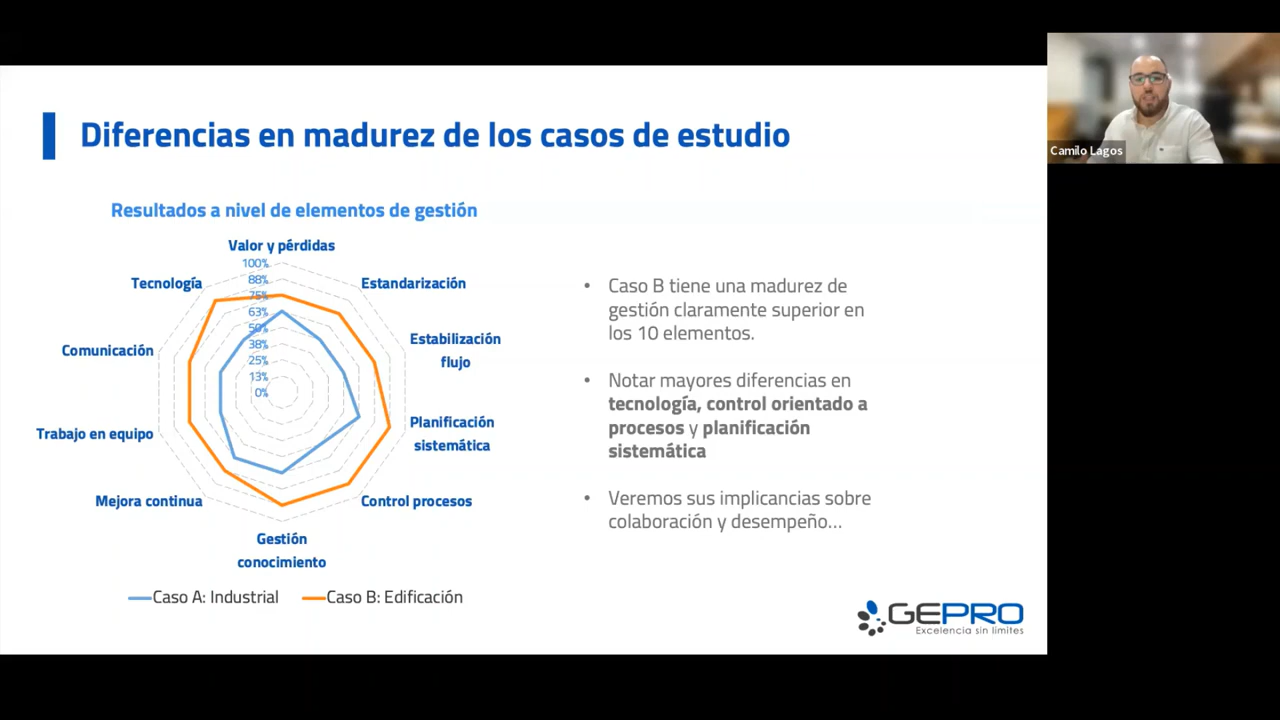 Diferencias en madurez de los casos de estudio
Camilo Lagos
Resultados a nivel de elementos de gestión
Valor y pérdidas
Estandarización
Estabilización
flujo
Planificación
sistemática
Control procesos
Gestión
conocimiento
Mejora continua
Trabajo en equipo
Comunicación
Tecnología
100%
88%
75%
63%
50%
38%
25%
13%
0%
Caso A: Industrial
Caso B: Edificación
• Caso B tiene una madurez de
gestión claramente superior en
los 10 elementos.
• Notar mayores diferencias en
tecnología, control orientado a
procesos y planificación
sistemática
• Veremos sus implicancias sobre
colaboración y desempeño...
GEPRO
Excelencia sin limites